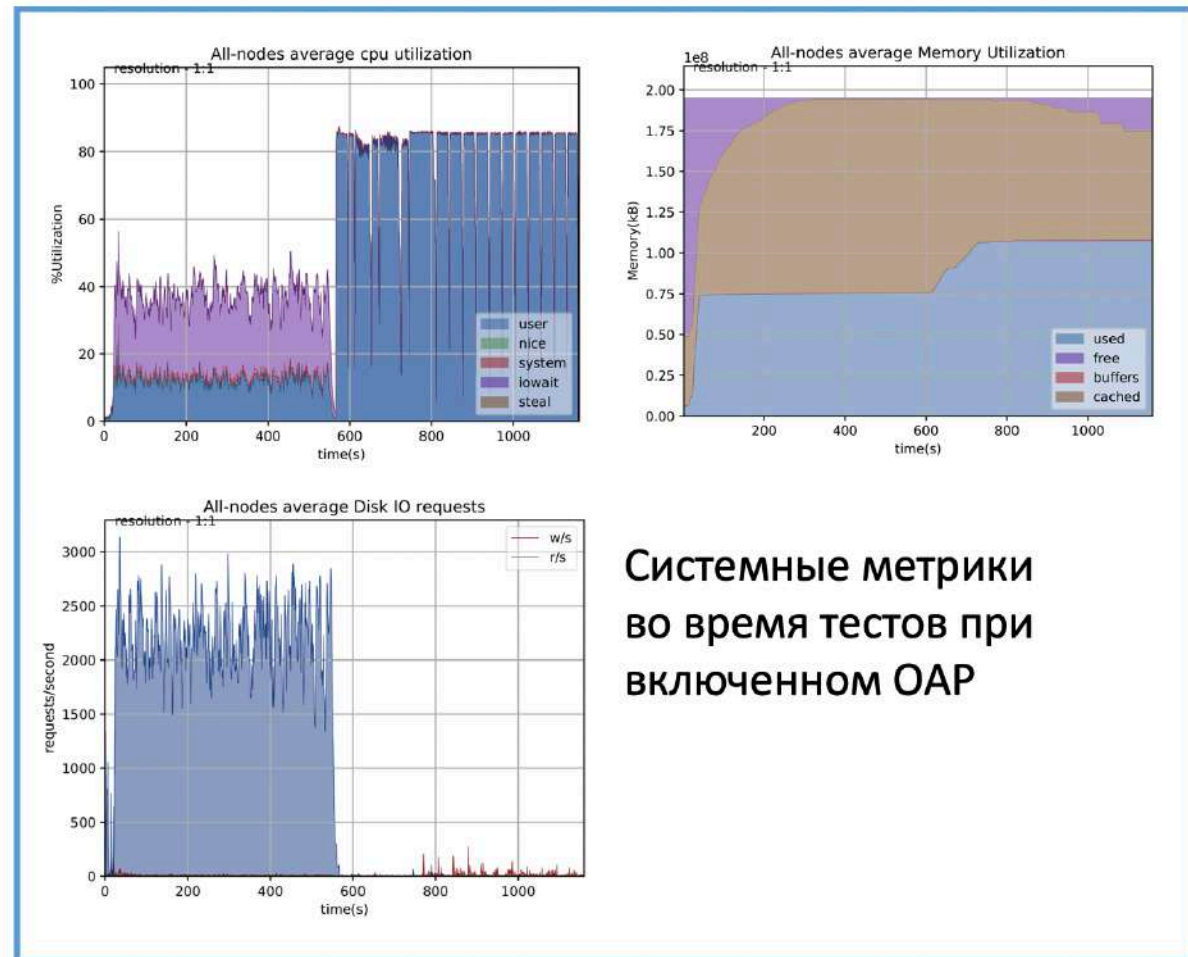 All-nodes average cpu utilization
resolution - 1:1
100
80
60
40
20
0
%Utilization
user
nice
system
iowait
steal
0 200 400 600 800 1000
time(s)
All-nodes average Memory Utilization
1e8
resolution - 1:1
2.00
1.75
1.50
1.25
1.00
0.75
0.50
0.25
0.00
Memory(kB)
used
free
buffers
cached
200 400 600 800 1000
time(s)
All-nodes average Disk IO requests
resolution - 1:1
w/s
r/s
3000
2500
2000
1500
1000
500
0
requests/second
0 200 400 600 800 1000
time(s)
Системные метрики
во время тестов при
включенном OAP